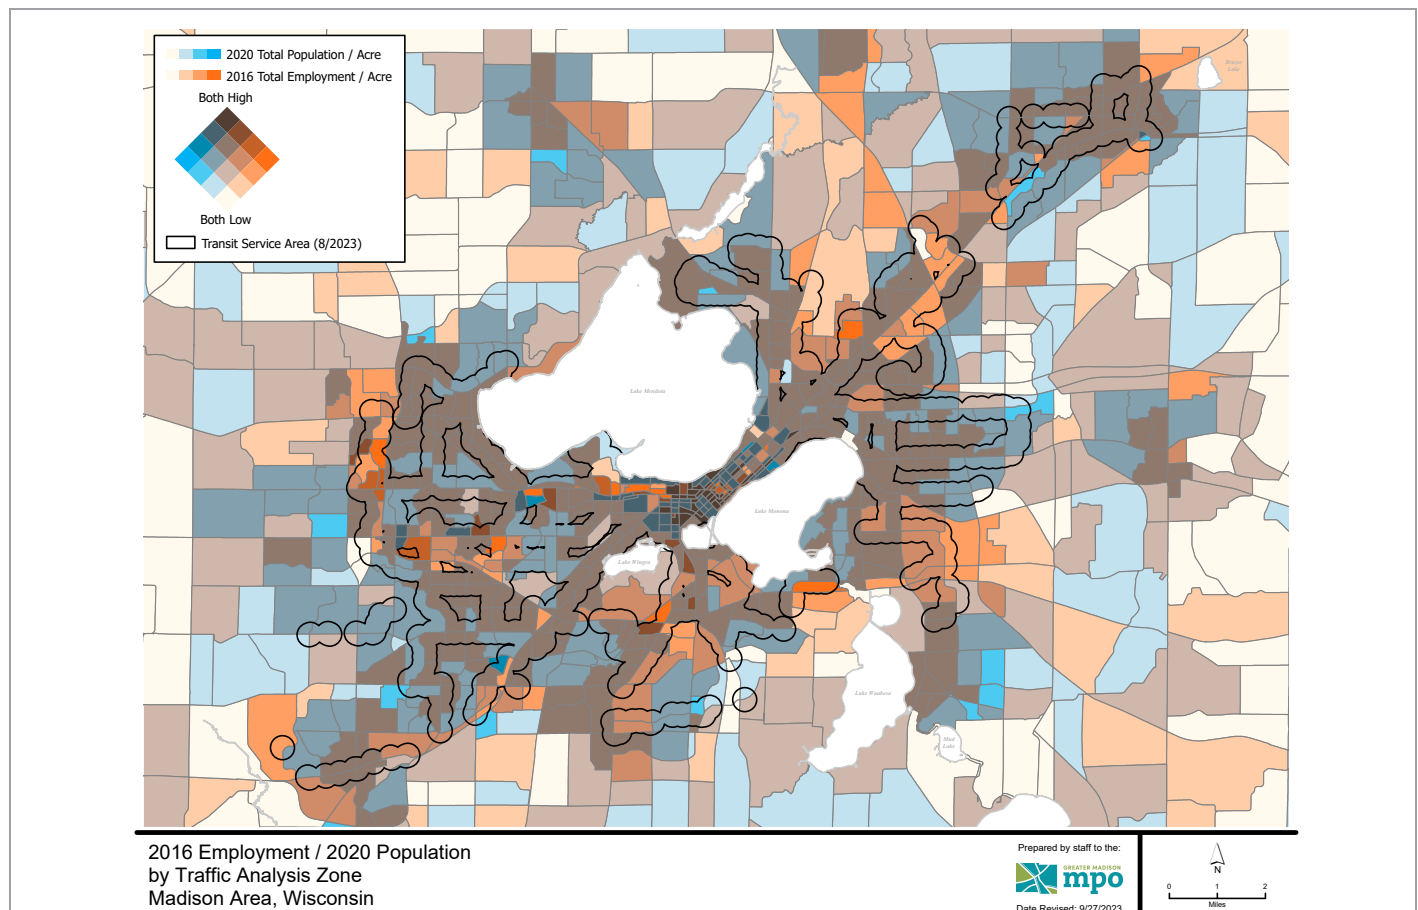 2020 Total Population / Acre
2016 Total Employment / Acre
Both High
Both Low
Transit Service Area (8/2023)
Brazee
Lake
Lake Mendota
Lake Monona
Lake Wingra
Lake Waubesa
Mud
Lake
2016 Employment / 2020 Population
by Traffic Analysis Zone
Madison Area, Wisconsin
Prepared by staff to the:
GREATER MADISON
mpo
Date Revised: 9/27/2023
N
0 1 2
Miles